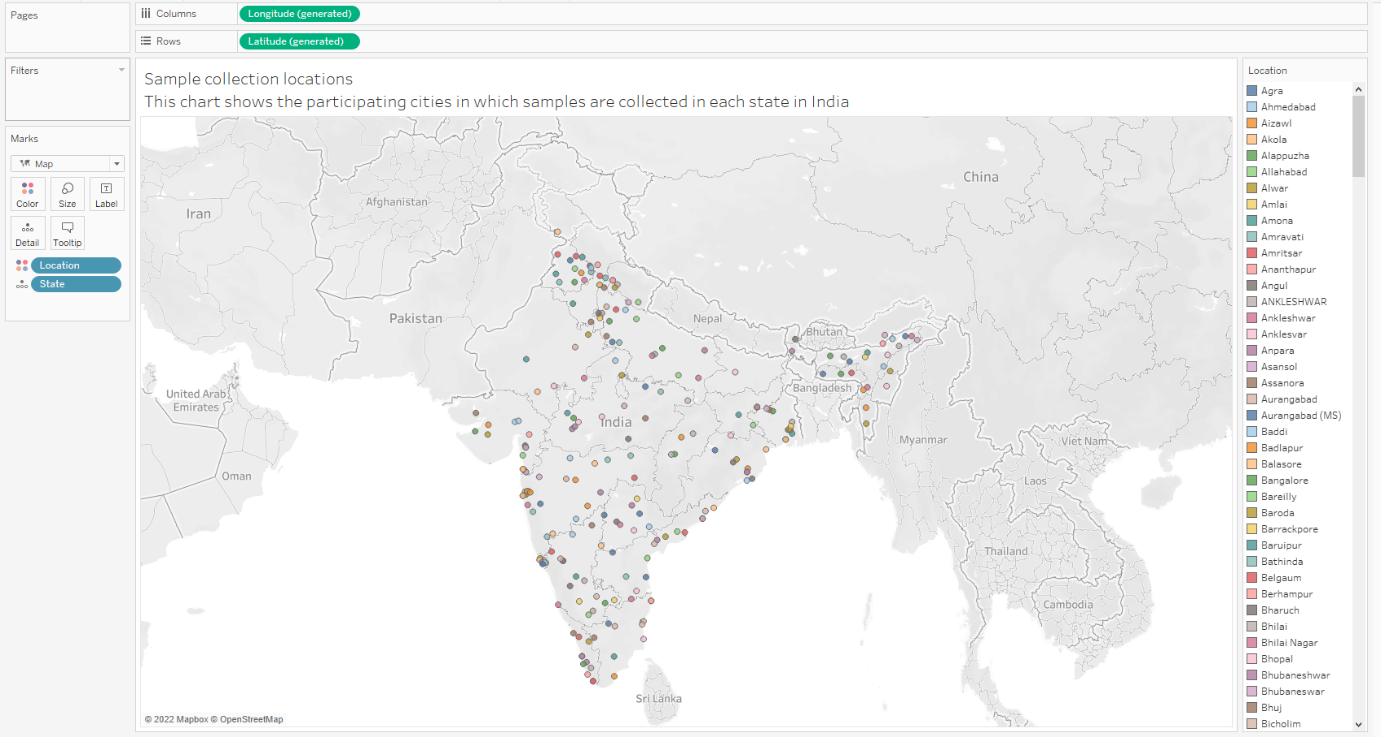 Pages
Columns
Longitude (generated)
Rows
Latitude (generated)
Filters
Marks
Map
Color
Size
Label
Detail
Tooltip
Location
State
Sample collection locations
This chart shows the participating cities in which samples are collected in each state in India
China
Iran
Afghanistan
Pakistan
Nepal
Bhutan
United Arab
Emirates
Bangladesh
India
Myanmar
Viet Nam
Oman
Laos
Thailand
Cambodia
Sri Lanka
© 2022 Mapbox © OpenStreetMap
Location
Agra
Ahmedabad
Aizawl
Akola
Alappuzha
Allahabad
Alwar
Amlai
Amona
Amravati
Amritsar
Ananthapur
Angul
ANKLESHWAR
Ankleshwar
Anklesvar
Anpara
Asansol
Assanora
Aurangabad
Aurangabad (MS)
Baddi
Badlapur
Balasore
Bangalore
Bareilly
Baroda
Barrackpore
Baruipur
Bathinda
Belgaum
Berhampur
Bharuch
Bhilai
Bhilai Nagar
Bhopal
Bhubaneshwar
Bhubaneswar
Bhuj
Bicholim